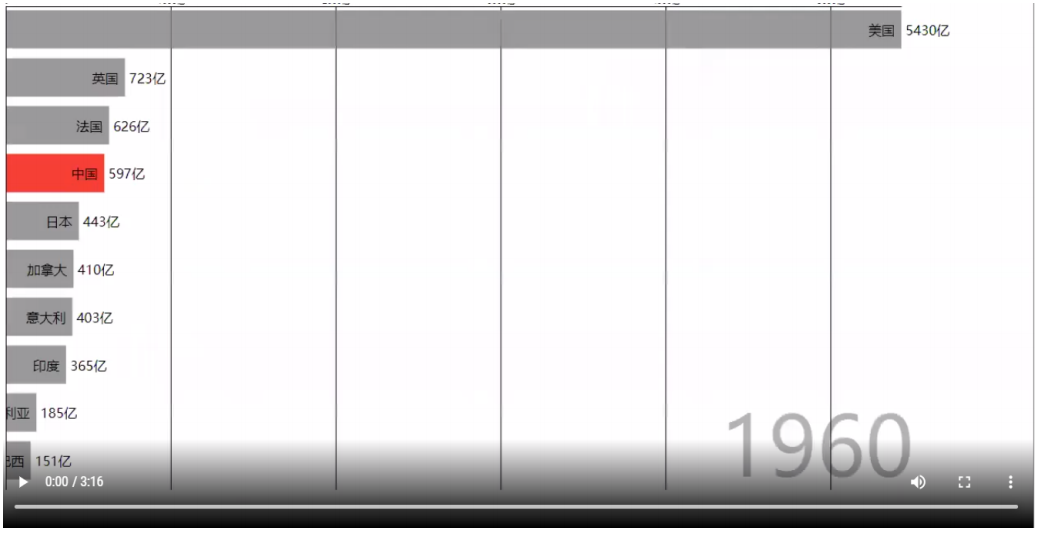 美国 5430亿
英国 723亿
法国 626亿
中国 597亿
日本 443亿
加拿大 410亿
意大利 403亿
印度 365亿
利亚 185亿
西 151亿
1960
0:00 / 3:16